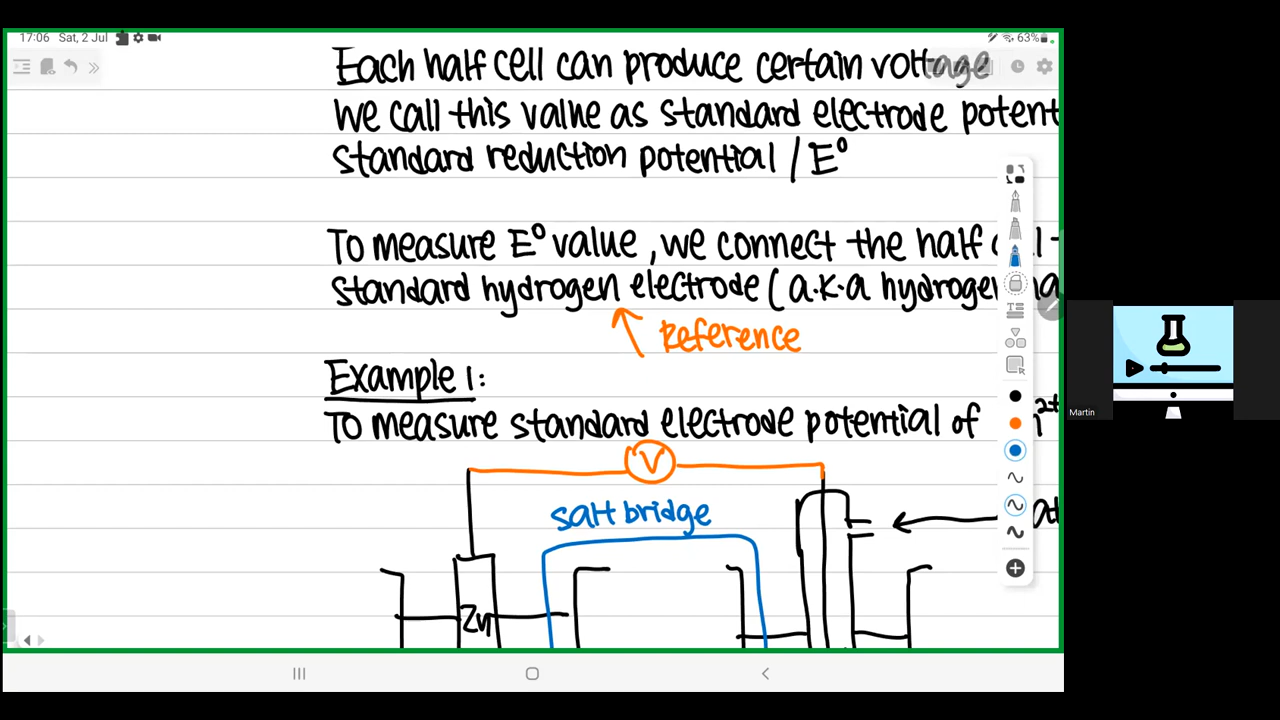 17:06 Sat, 2 Jul
63%
Each half cell can produce certain voltage
We call this value as standard electrode potent
standard reduction potential / E°
To measure E° value, we connect the half
standard hydrogen electrode (a.k.a hydrogen
Reference
Example 1:
To measure standard electrode potential of
V
salt bridge
Zn
Martin